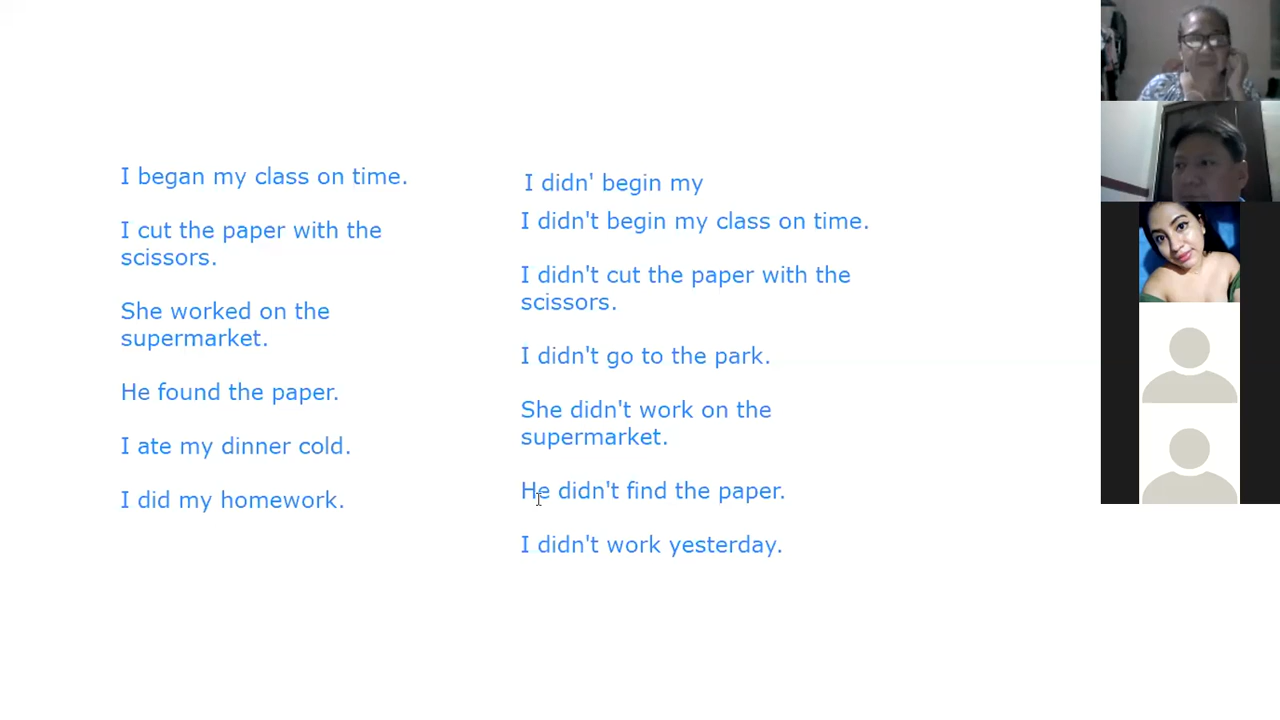 I began my class on time.
I cut the paper with the
scissors.
She worked on the
supermarket.
He found the paper.
I ate my dinner cold.
I did my homework.
I didn' begin my
I didn't begin my class on time.
I didn't cut the paper with the
scissors.
I didn't go to the park.
She didn't work on the
supermarket.
He didn't find the paper.
I didn't work yesterday.